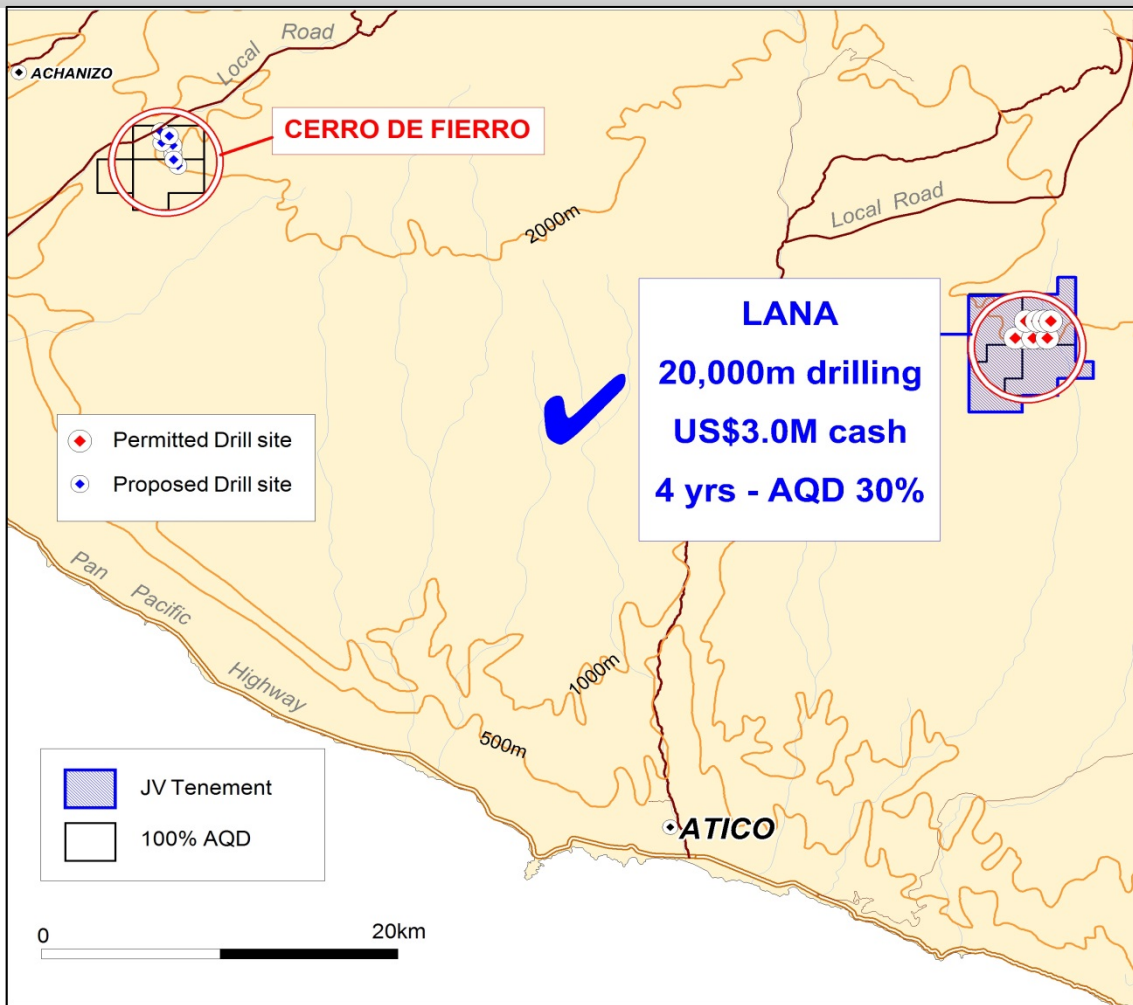 Local Road
ACHANIZO
CERRO DE FIERRO
2000m
Local Road
LANA
20,000m drilling
US$3.0M cash
4 yrs - AQD 30%
Permitted Drill site
Proposed Drill site
Pan Pacific Highway
1000m
500m
JV Tenement
100% AQD
ATICO
0 20km